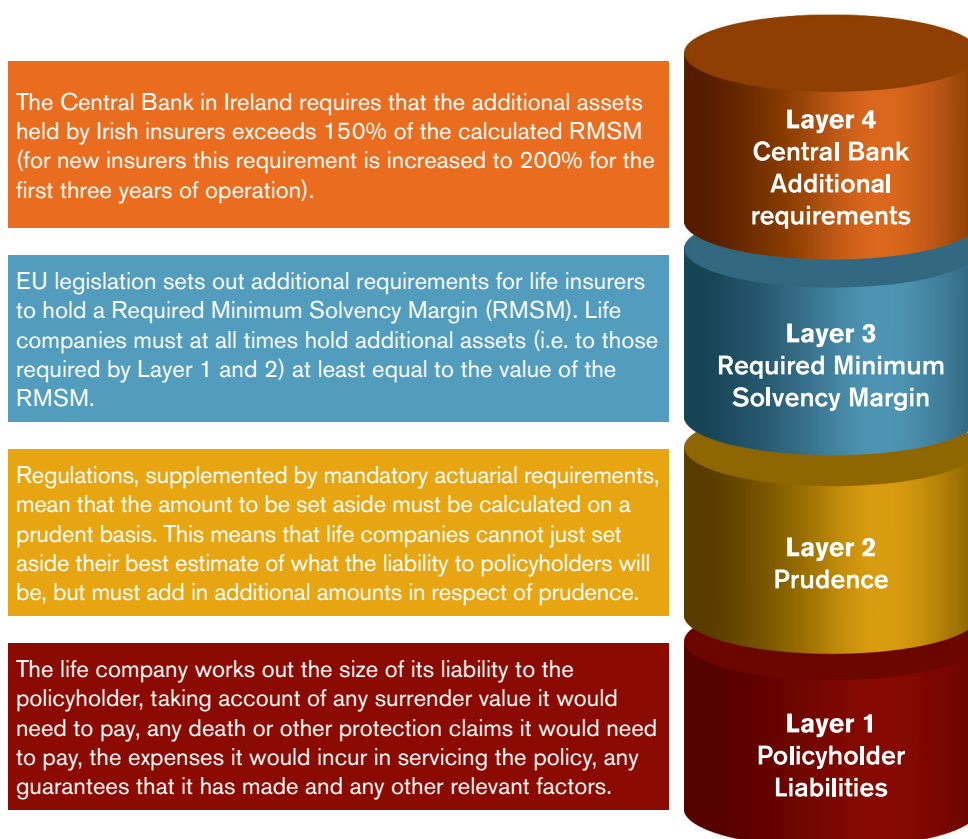 The Central Bank in Ireland requires that the additional assets
held by Irish insurers exceeds 150% of the calculated RMSM
(for new insurers this requirement is increased to 200% for the
first three years of operation).
Layer 4
Central Bank
Additional
requirements
EU legislation sets out additional requirements for life insurers
to hold a Required Minimum Solvency Margin (RMSM). Life
companies must at all times hold additional assets (i.e. to those
required by Layer 1 and 2) at least equal to the value of the
RMSM.
Layer 3
Required Minimum
Solvency Margin
Regulations, supplemented by mandatory actuarial requirements,
mean that the amount to be set aside must be calculated on a
prudent basis. This means that life companies cannot just set
aside their best estimate of what the liability to policyholders will
be, but must add in additional amounts in respect of prudence.
Layer 2
Prudence
The life company works out the size of its liability to the
policyholder, taking account of any surrender value it would
need to pay, any death or other protection claims it would need
to pay, the expenses it would incur in servicing the policy, any
guarantees that it has made and any other relevant factors.
Layer 1
Policyholder
Liabilities